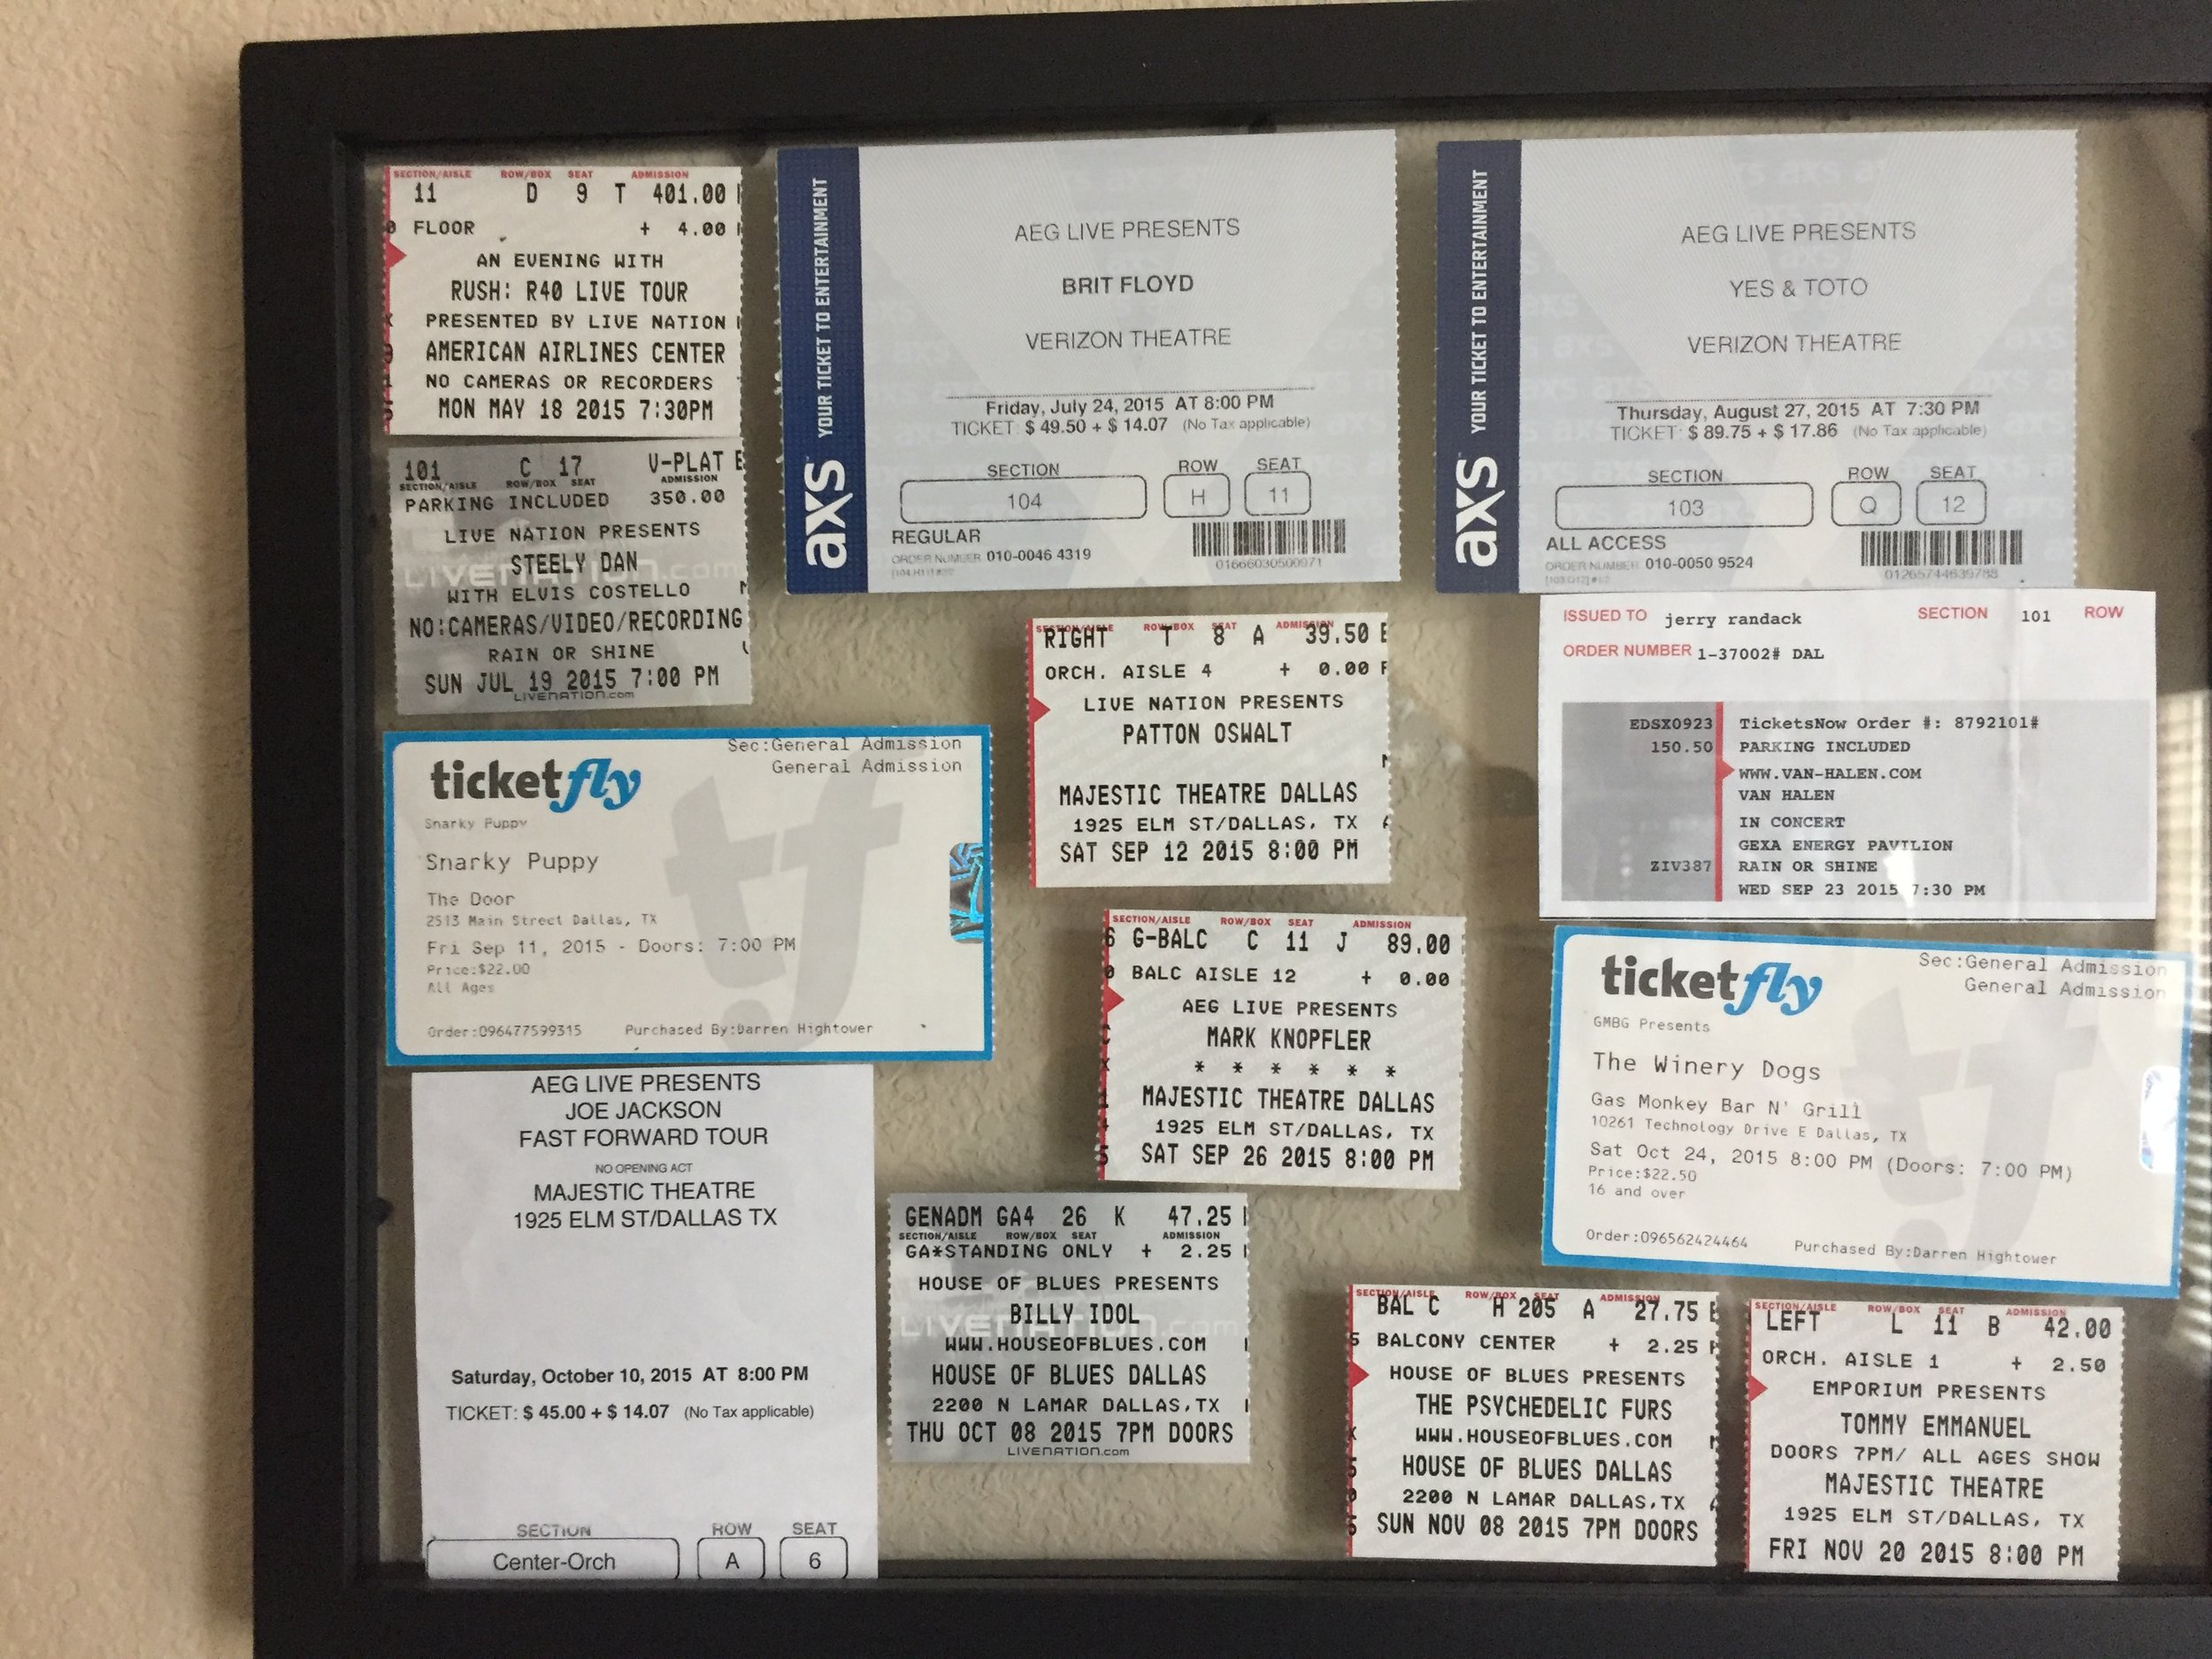 SECTION/AISLE ROW/BOX SEAT ADMISSION
11 D 9 T 401.00
FLOOR + 4.00
AN EVENING WITH
RUSH: R40 LIVE TOUR
PRESENTED BY LIVE NATION
AMERICAN AIRLINES CENTER
NO CAMERAS OR RECORDERS
MON MAY 18 2015 7:30PM
axs YOUR TICKET TO ENTERTAINMENT
AEG LIVE PRESENTS
BRIT FLOYD
VERIZON THEATRE
Friday, July 24, 2015 AT 8:00 PM
TICKET: $ 49.50 + $ 14.07 (No Tax applicable)
SECTION ROW SEAT
104 H 11
REGULAR
ORDER NUMBER 010-0046 4319
01666030500971
axs YOUR TICKET TO ENTERTAINMENT
AEG LIVE PRESENTS
YES & TOTO
VERIZON THEATRE
Thursday, August 27, 2015 AT 7:30 PM
TICKET: $ 89.75 + $ 17.86 (No Tax applicable)
SECTION ROW SEAT
103 Q 12
ALL ACCESS
ORDER NUMBER 010-0050 9524
01265744639788
101 C 17 V-PLAT
SECTION/AISLE ROW/BOX SEAT ADMISSION
PARKING INCLUDED 350.00
LIVE NATION PRESENTS
STEELY DAN
LIVENATION.com
WITH ELVIS COSTELLO
NO:CAMERAS/VIDEO/RECORDING
RAIN OR SHINE
SUN JUL 19 2015 7:00 PM
LIVENATION.com
SECTION/AISLE ROW/BOX SEAT ADMISSION
RIGHT T 8 A 39.50
ORCH. AISLE 4 + 0.00
LIVE NATION PRESENTS
PATTON OSWALT
MAJESTIC THEATRE DALLAS
1925 ELM ST/DALLAS, TX
SAT SEP 12 2015 8:00 PM
ISSUED TO jerry randack SECTION 101 ROW
ORDER NUMBER 1-37002# DAL
EDSX0923 TicketsNow Order #: 8792101#
150.50 PARKING INCLUDED
WWW.VAN-HALEN.COM
VAN HALEN
IN CONCERT
GEXA ENERGY PAVILION
ZIV387 RAIN OR SHINE
WED SEP 23 2015 7:30 PM
Sec:General Admission
General Admission
ticketfly
Snarky Puppy
Snarky Puppy
The Door
2513 Main Street Dallas, TX
Fri Sep 11, 2015 - Doors: 7:00 PM
Price:$22.00
All Ages
Order:096477599315 Purchased By:Darren Hightower
SECTION/AISLE ROW/BOX SEAT ADMISSION
G-BALC C 11 J 89.00
BALC AISLE 12 + 0.00
AEG LIVE PRESENTS
MARK KNOPFLER
* * * * * *
MAJESTIC THEATRE DALLAS
1925 ELM ST/DALLAS, TX
SAT SEP 26 2015 8:00 PM
Sec:General Admission
General Admission
ticketfly
GMBG Presents
The Winery Dogs
Gas Monkey Bar N' Grill
10261 Technology Drive E Dallas, TX
Sat Oct 24, 2015 8:00 PM (Doors: 7:00 PM)
Price:$22.50
16 and over
Order:096562424464 Purchased By:Darren Hightower
AEG LIVE PRESENTS
JOE JACKSON
FAST FORWARD TOUR
NO OPENING ACT
MAJESTIC THEATRE
1925 ELM ST/DALLAS TX
Saturday, October 10, 2015 AT 8:00 PM
TICKET: $ 45.00 + $ 14.07 (No Tax applicable)
SECTION ROW SEAT
Center-Orch A 6
GENADM GA4 26 K 47.25
SECTION/AISLE ROW/BOX SEAT ADMISSION
GA*STANDING ONLY + 2.25
HOUSE OF BLUES PRESENTS
BILLY IDOL
LIVENATION.com
WWW.HOUSEOFBLUES.COM
HOUSE OF BLUES DALLAS
2200 N LAMAR DALLAS,TX
THU OCT 08 2015 7PM DOORS
LIVENATION.com
SECTION/AISLE ROW/BOX SEAT ADMISSION
BAL C H 205 A 27.75
BALCONY CENTER + 2.25
HOUSE OF BLUES PRESENTS
THE PSYCHEDELIC FURS
WWW.HOUSEOFBLUES.COM
HOUSE OF BLUES DALLAS
2200 N LAMAR DALLAS,TX
SUN NOV 08 2015 7PM DOORS
SECTION/AISLE ROW/BOX SEAT ADMISSION
LEFT L 11 B 42.00
ORCH. AISLE 1 + 2.50
EMPORIUM PRESENTS
TOMMY EMMANUEL
DOORS 7PM/ ALL AGES SHOW
MAJESTIC THEATRE
1925 ELM ST/DALLAS, TX
FRI NOV 20 2015 8:00 PM